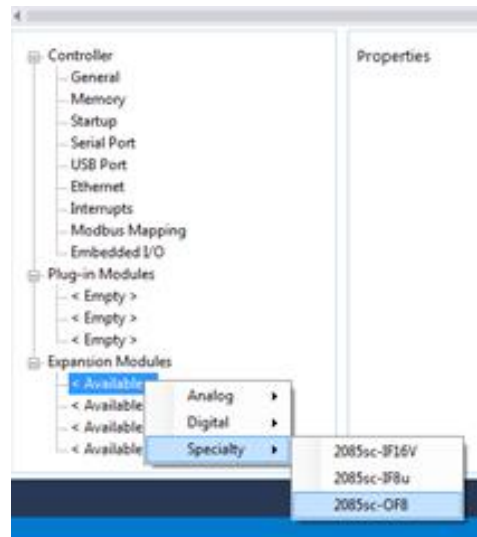 Controller
General
Memory
Startup
Serial Port
USB Port
Ethernet
Interrupts
Modbus Mapping
Embedded I/O
Plug-in Modules
< Empty >
< Empty >
< Empty >
Expansion Modules
< Available
< Available
< Available
< Available
Analog
Digital
Specialty
2085sc-IF16V
2085sc-IF8u
2085sc-OF8
Properties